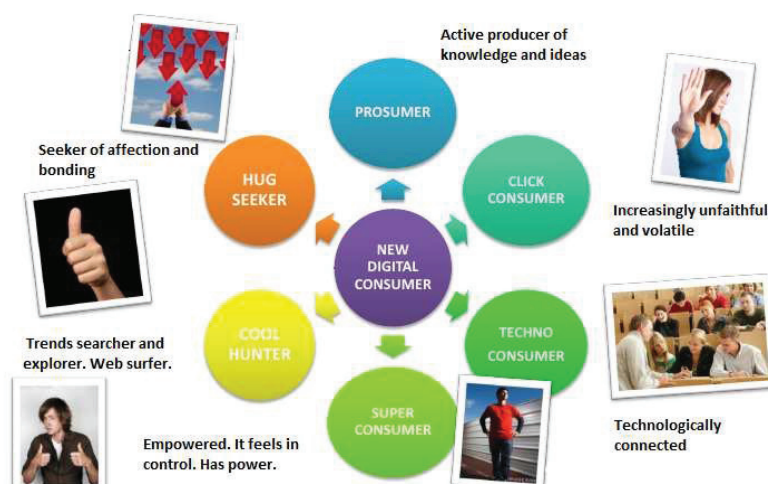 Active producer of
knowledge and ideas
PROSUMER
Seeker of affection and
bonding
HUG
SEEKER
CLICK
CONSUMER
Increasingly unfaithful
and volatile
NEW
DIGITAL
CONSUMER
Trends searcher and
explorer. Web surfer.
COOL
HUNTER
TECHNO
CONSUMER
SUPER
CONSUMER
Empowered. It feels in
control. Has power.
Technologically
connected